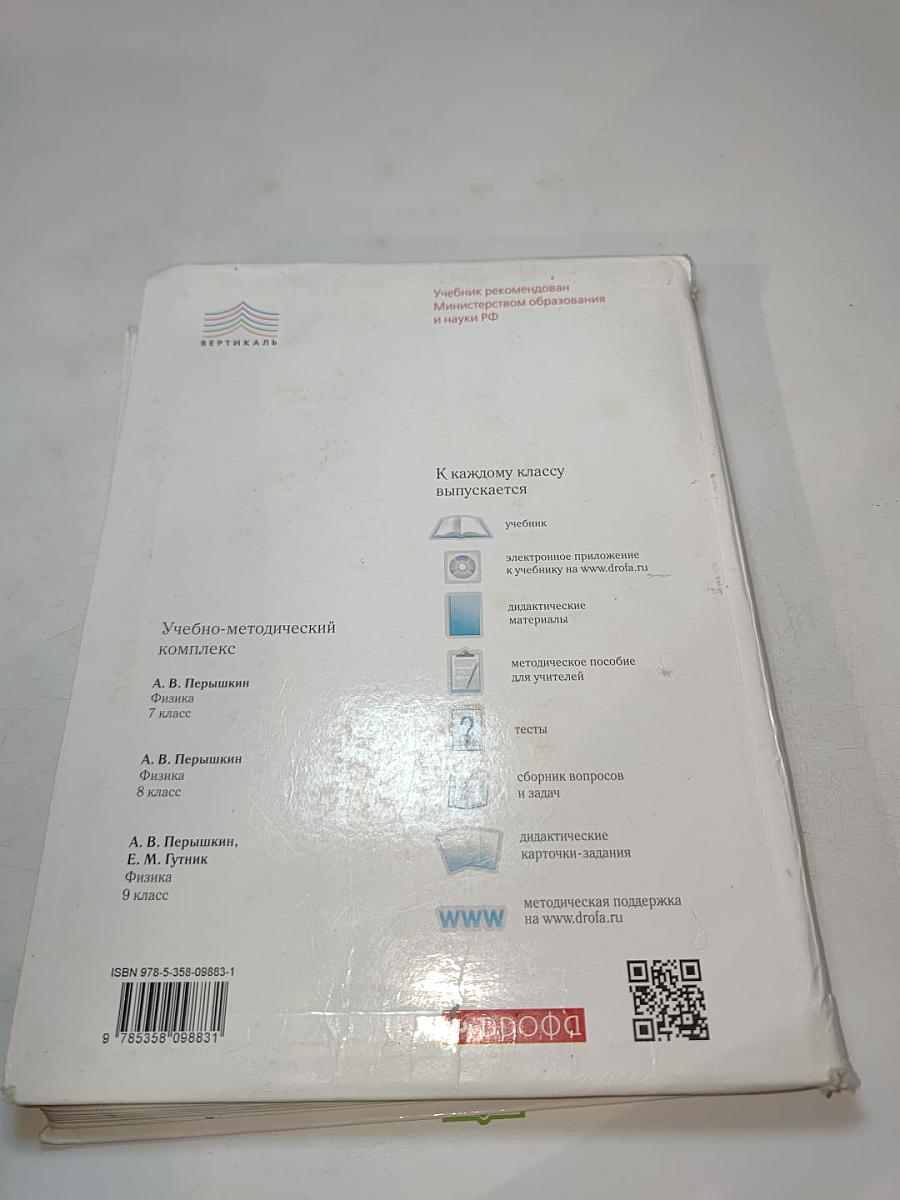 ВЕРТИКАЛЬ
Учебник рекомендован
Министерством образования
и науки РФ
К каждому классу
выпускается
учебник
электронное приложение
к учебнику на www.drofa.ru
дидактические
материалы
методическое пособие
для учителей
?
тесты
сборник вопросов
и задач
дидактические
карточки-задания
www
методическая поддержка
на www.drofa.ru
Учебно-методический
комплекс
А. В. Перышкин
Физика
7 класс
А. В. Перышкин
Физика
8 класс
А. В. Перышкин,
Е. М. Гутник
Физика
9 класс
ISBN 978-5-358-09883-1
9 785358 098831
ДРОФА